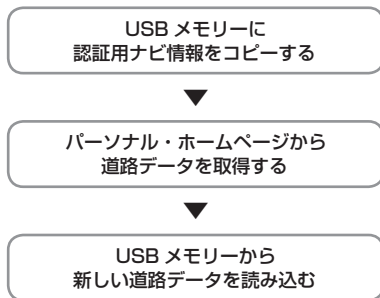 USB メモリーに
認証用ナビ情報をコピーする
パーソナル・ホームページから
道路データを取得する
USB メモリーから
新しい道路データを読み込む